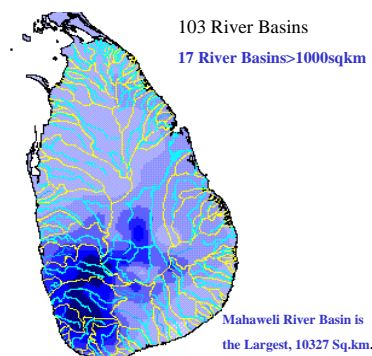 103 River Basins
17 River Basins>1000sqkm
Mahaweli River Basin is
the Largest, 10327 Sq.km.